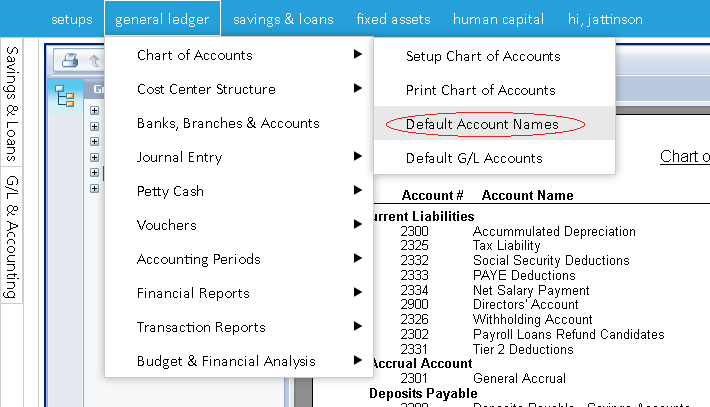 setups general ledger savings & loans fixed assets human capital hi, jattinson
Savings & Loans
G/L & Accounting
Chart of Accounts
Cost Center Structure
Banks, Branches & Accounts
Journal Entry
Petty Cash
Vouchers
Accounting Periods
Financial Reports
Transaction Reports
Budget & Financial Analysis
Setup Chart of Accounts
Print Chart of Accounts
Default Account Names
Default G/L Accounts
Chart o
Account # Account Name
urrent Liabilities
2300 Accummulated Depreciation
2325 Tax Liability
2332 Social Security Deductions
2333 PAYE Deductions
2334 Net Salary Payment
2900 Directors' Account
2326 Withholding Account
2302 Payroll Loans Refund Candidates
2331 Tier 2 Deductions
Accrual Account
2301 General Accrual
Deposits Payable